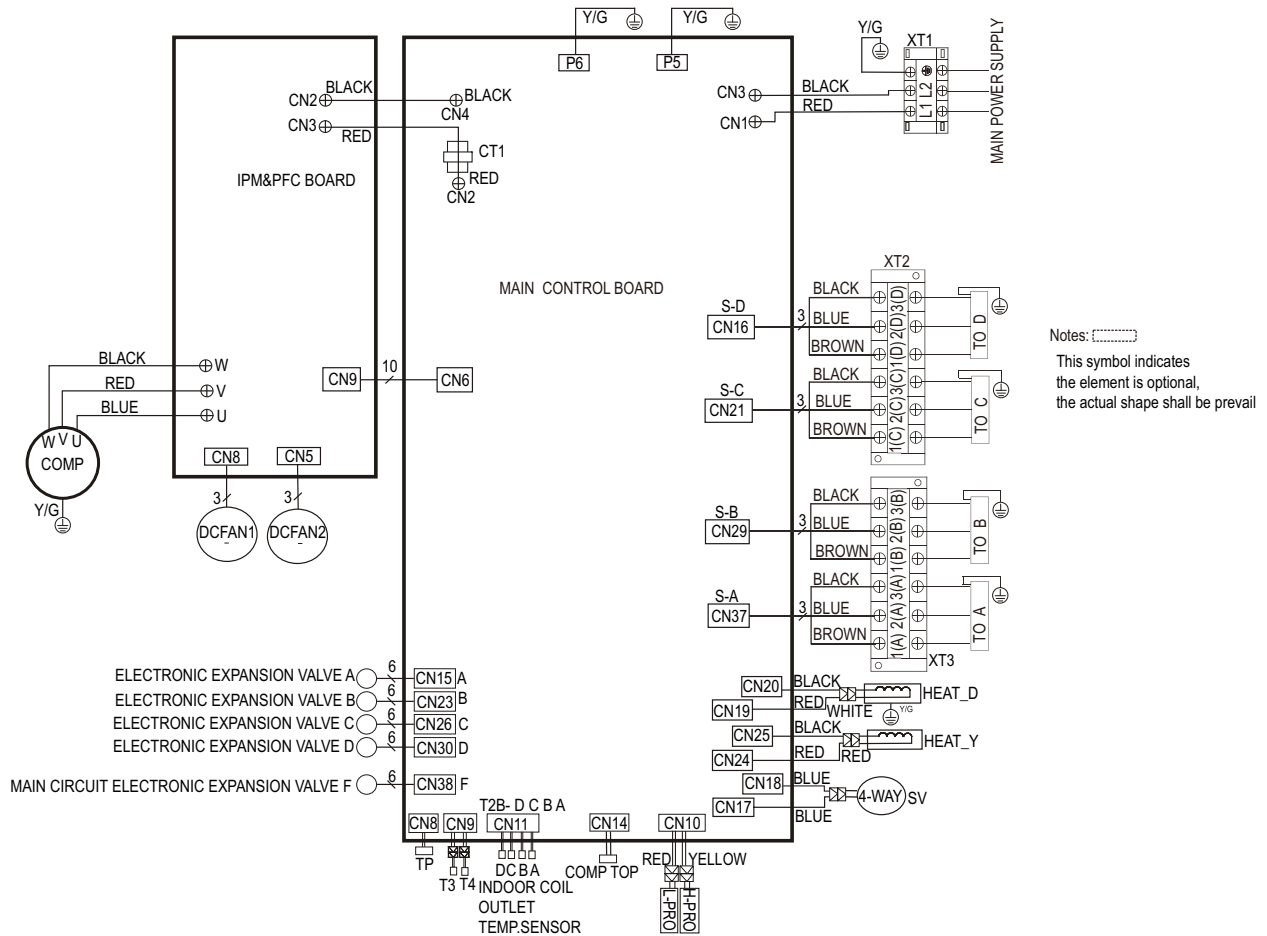 Y/G
Y/G
P6
P5
Y/G
XT1
MAIN POWER SUPPLY
L1 L2
CN3
BLACK
CN1
RED
CN2
BLACK
BLACK
CN4
CN3
RED
CT1
RED
CN2
IPM&PFC BOARD
MAIN CONTROL BOARD
BLACK
W
RED
V
BLUE
U
W V U
COMP
Y/G
CN9
10
CN6
CN8
CN5
3
3
DCFAN1
DCFAN2
XT2
S-D
CN16
3
BLACK
BLUE
BROWN
1(D) 2(D) 3(D)
TO D
S-C
CN21
3
BLACK
BLUE
BROWN
1(C) 2(C) 3(C)
TO C
S-B
CN29
3
BLACK
BLUE
BROWN
1(B) 2(B) 3(B)
TO B
S-A
CN37
3
BLACK
BLUE
BROWN
1(A) 2(A) 3(A)
TO A
XT3
Notes:
This symbol indicates
the element is optional,
the actual shape shall be prevail
ELECTRONIC EXPANSION VALVE A
6
CN15 A
ELECTRONIC EXPANSION VALVE B
6
CN23 B
ELECTRONIC EXPANSION VALVE C
6
CN26 C
ELECTRONIC EXPANSION VALVE D
6
CN30 D
MAIN CIRCUIT ELECTRONIC EXPANSION VALVE F
6
CN38 F
CN20
BLACK
HEAT_D
CN19
RED
WHITE
Y/G
CN25
BLACK
HEAT_Y
CN24
RED
RED
CN18
BLUE
4-WAY
SV
CN17
BLUE
T2B- D C B A
CN8
CN9
CN11
CN14
CN10
TP
T3 T4
D C B A
INDOOR COIL
OUTLET
TEMP.SENSOR
COMP TOP
RED
YELLOW
L-PRO
H-PRO